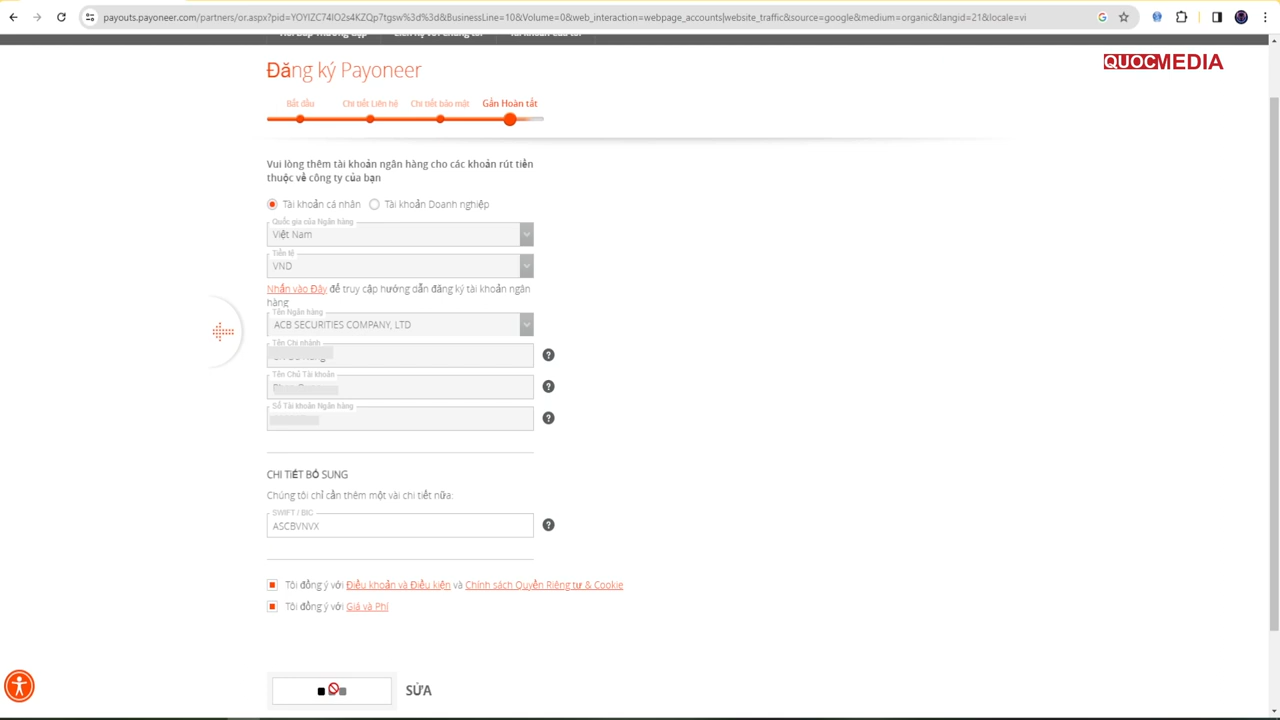 payouts.payoneer.com/partners/or.aspx?pid=YOYIZC74IO2s4KZQp7tgsw%3d%3d&BusinessLine=10&Volume=0&web_interaction=webpage_accounts|website_traffic&source=google&medium=organic&langid=21&locale=vi
QUOCMEDIA
Đăng ký Payoneer
Bắt đầu Chi tiết Liên hệ Chi tiết bảo mật Gần Hoàn tất
Vui lòng thêm tài khoản ngân hàng cho các khoản rút tiền
thuộc về công ty của bạn
Tài khoản cá nhân Tài khoản Doanh nghiệp
Quốc gia của Ngân hàng
Việt Nam
Tiền tệ
VND
Nhấn vào Đây để truy cập hướng dẫn đăng ký tài khoản ngân
hàng
Tên Ngân hàng
ACB SECURITIES COMPANY, LTD
Tên Chi nhánh
Tên Chủ Tài khoản
Số Tài khoản Ngân hàng
CHI TIẾT BỔ SUNG
Chúng tôi chỉ cần thêm một vài chi tiết nữa:
SWIFT / BIC
ASCBVNVX
Tôi đồng ý với Điều khoản và Điều kiện và Chính sách Quyền Riêng tư & Cookie
Tôi đồng ý với Giá và Phí
SỬA